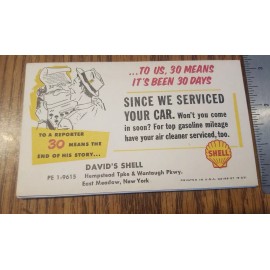 ...TO US, 30 MEANS
IT'S BEEN 30 DAYS
SINCE WE SERVICED
YOUR CAR. Won't you come
in soon? For top gasoline mileage
have your air cleaner serviced, too.
TO A REPORTER
30 MEANS THE
END OF HIS STORY...
SHELL
DAVID'S SHELL
PE 1-9615
Hempstead Tpke & Wantaugh Pkwy.
East Meadow, New York